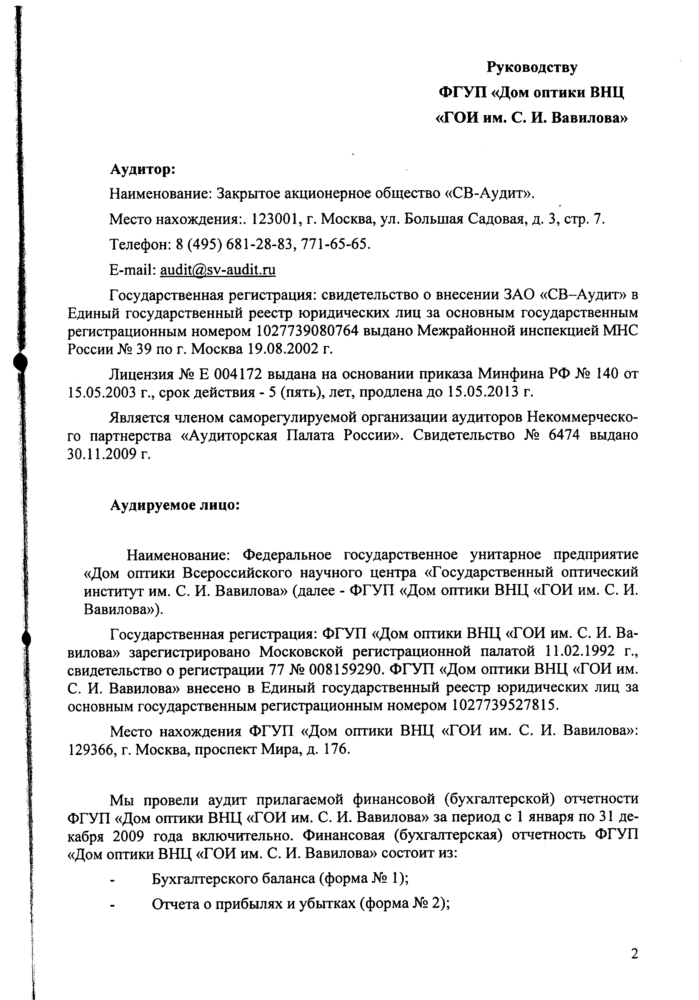 Руководству
ФГУП «Дом оптики ВНЦ
«ГОИ им. С. И. Вавилова»
Аудитор:
Наименование: Закрытое акционерное общество «СВ-Аудит».
Место нахождения:. 123001, г. Москва, ул. Большая Садовая, д. 3, стр. 7.
Телефон: 8 (495) 681-28-83, 771-65-65.
E-mail: audit@sv-audit.ru
Государственная регистрация: свидетельство о внесении ЗАО «СВ–Аудит» в
Единый государственный реестр юридических лиц за основным государственным
регистрационным номером 1027739080764 выдано Межрайонной инспекцией МНС
России № 39 по г. Москва 19.08.2002 г.
Лицензия № Е 004172 выдана на основании приказа Минфина РФ № 140 от
15.05.2003 г., срок действия - 5 (пять), лет, продлена до 15.05.2013 г.
Является членом саморегулируемой организации аудиторов Некоммерческо-
го партнерства «Аудиторская Палата России». Свидетельство № 6474 выдано
30.11.2009 г.
Аудируемое лицо:
Наименование: Федеральное государственное унитарное предприятие
«Дом оптики Всероссийского научного центра «Государственный оптический
институт им. С. И. Вавилова» (далее - ФГУП «Дом оптики ВНЦ «ГОИ им. С. И.
Вавилова»).
Государственная регистрация: ФГУП «Дом оптики ВНЦ «ГОИ им. С. И. Ва-
вилова» зарегистрировано Московской регистрационной палатой 11.02.1992 г.,
свидетельство о регистрации 77 № 008159290. ФГУП «Дом оптики ВНЦ «ГОИ им.
С. И. Вавилова» внесено в Единый государственный реестр юридических лиц за
основным государственным регистрационным номером 1027739527815.
Место нахождения ФГУП «Дом оптики ВНЦ «ГОИ им. С. И. Вавилова»:
129366, г. Москва, проспект Мира, д. 176.
Мы провели аудит прилагаемой финансовой (бухгалтерской) отчетности
ФГУП «Дом оптики ВНЦ «ГОИ им. С. И. Вавилова» за период с 1 января по 31 де-
кабря 2009 года включительно. Финансовая (бухгалтерская) отчетность ФГУП
«Дом оптики ВНЦ «ГОИ им. С. И. Вавилова» состоит из:
- Бухгалтерского баланса (форма № 1);
- Отчета о прибылях и убытках (форма № 2);
2